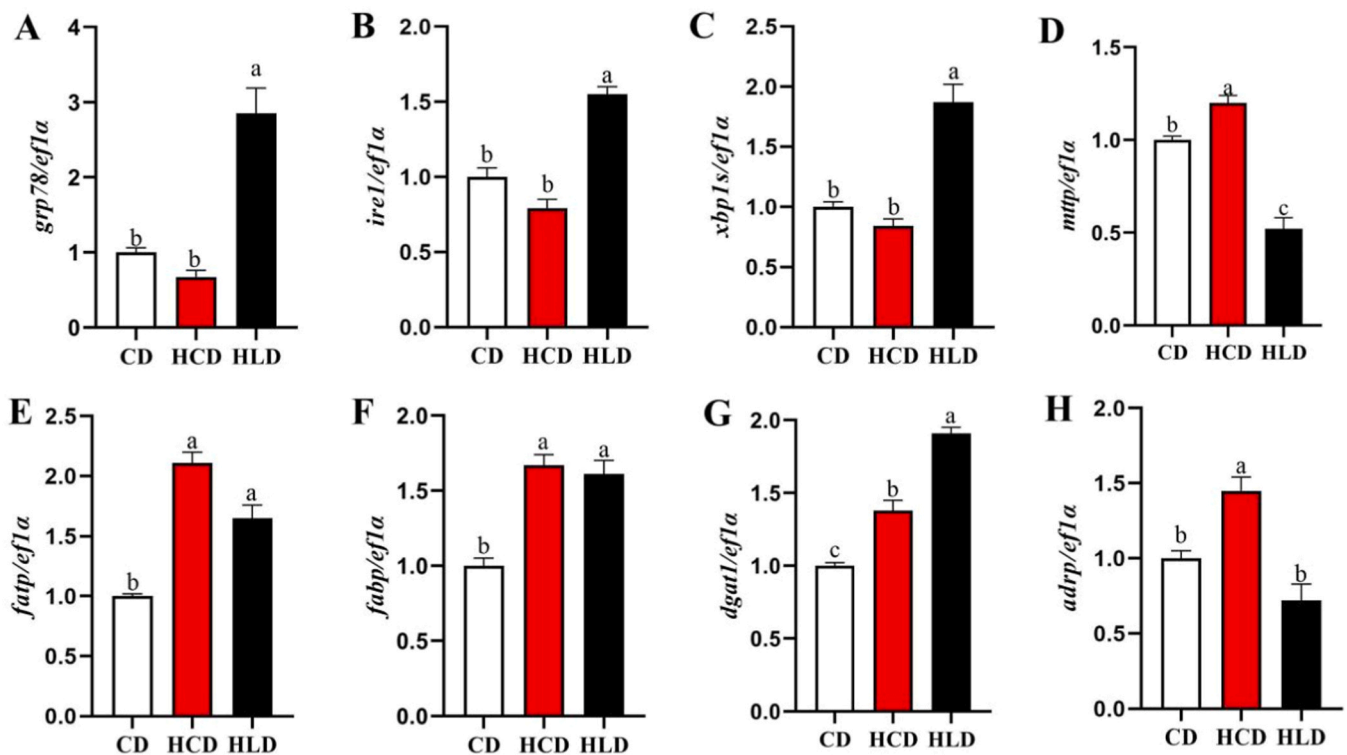 A
grp78/ef1α
4
3
2
1
0
b
b
a
CD HCD HLD
B
ire1/ef1α
2.0
1.5
1.0
0.5
0.0
b
b
a
CD HCD HLD
C
xbp1s/ef1α
2.5
2.0
1.5
1.0
0.5
0.0
b
b
a
CD HCD HLD
D
mttp/ef1α
1.5
1.0
0.5
0.0
b
a
c
CD HCD HLD
E
fatp/ef1α
2.5
2.0
1.5
1.0
0.5
0.0
b
a
a
CD HCD HLD
F
fabp/ef1α
2.0
1.5
1.0
0.5
0.0
b
a
a
CD HCD HLD
G
dgat1/ef1α
2.0
1.5
1.0
0.5
0.0
c
b
a
CD HCD HLD
H
adrp/ef1α
2.0
1.5
1.0
0.5
0.0
b
a
b
CD HCD HLD